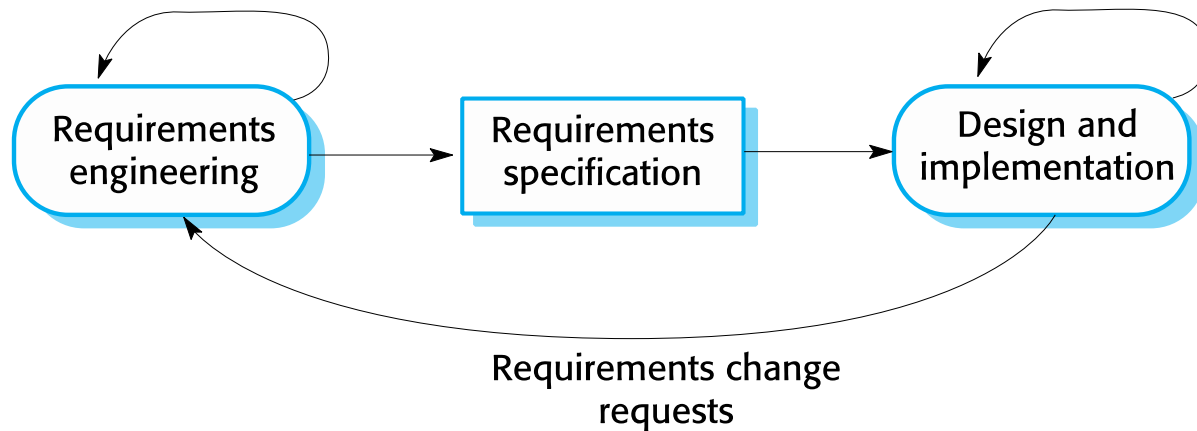 Requirements
engineering
Requirements
specification
Design and
implementation
Requirements change
requests